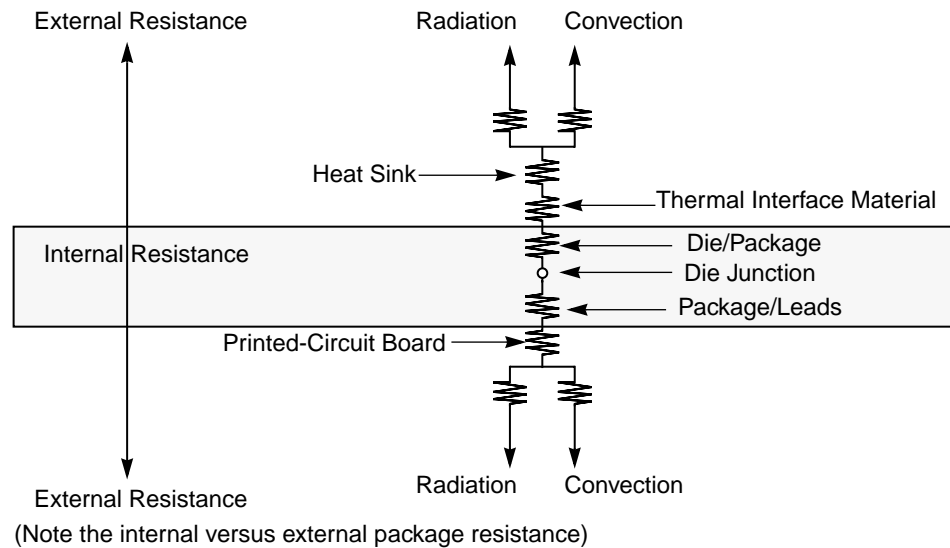 External Resistance
Radiation Convection
Heat Sink
Thermal Interface Material
Internal Resistance
Die/Package
Die Junction
Package/Leads
Printed-Circuit Board
Radiation Convection
External Resistance
(Note the internal versus external package resistance)